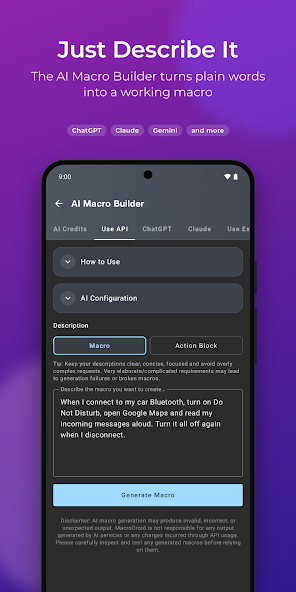 Just Describe It
The AI Macro Builder turns plain words
into a working macro
ChatGPT Claude Gemini and more
9:00
AI Macro Builder
AI Credits Use API ChatGPT Claude Use Ex
How to Use
AI Configuration
Description
Macro Action Block
Tip: Keep your descriptions clear, concise, focused and avoid overly
complex requests. Very elaborate/complicated requirements may lead
to generation failures or broken macros.
Describe the macro you want to create...
When I connect to my car Bluetooth, turn on Do
Not Disturb, open Google Maps and read my
incoming messages aloud. Turn it all off again
when I disconnect.
Generate Macro
Disclaimer: AI macro generation may produce invalid, incorrect, or
unexpected output. MacroDroid is not responsible for any output
generated by AI services or any charges incurred through API usage.
Please carefully inspect and test any generated macros before relying
on them.